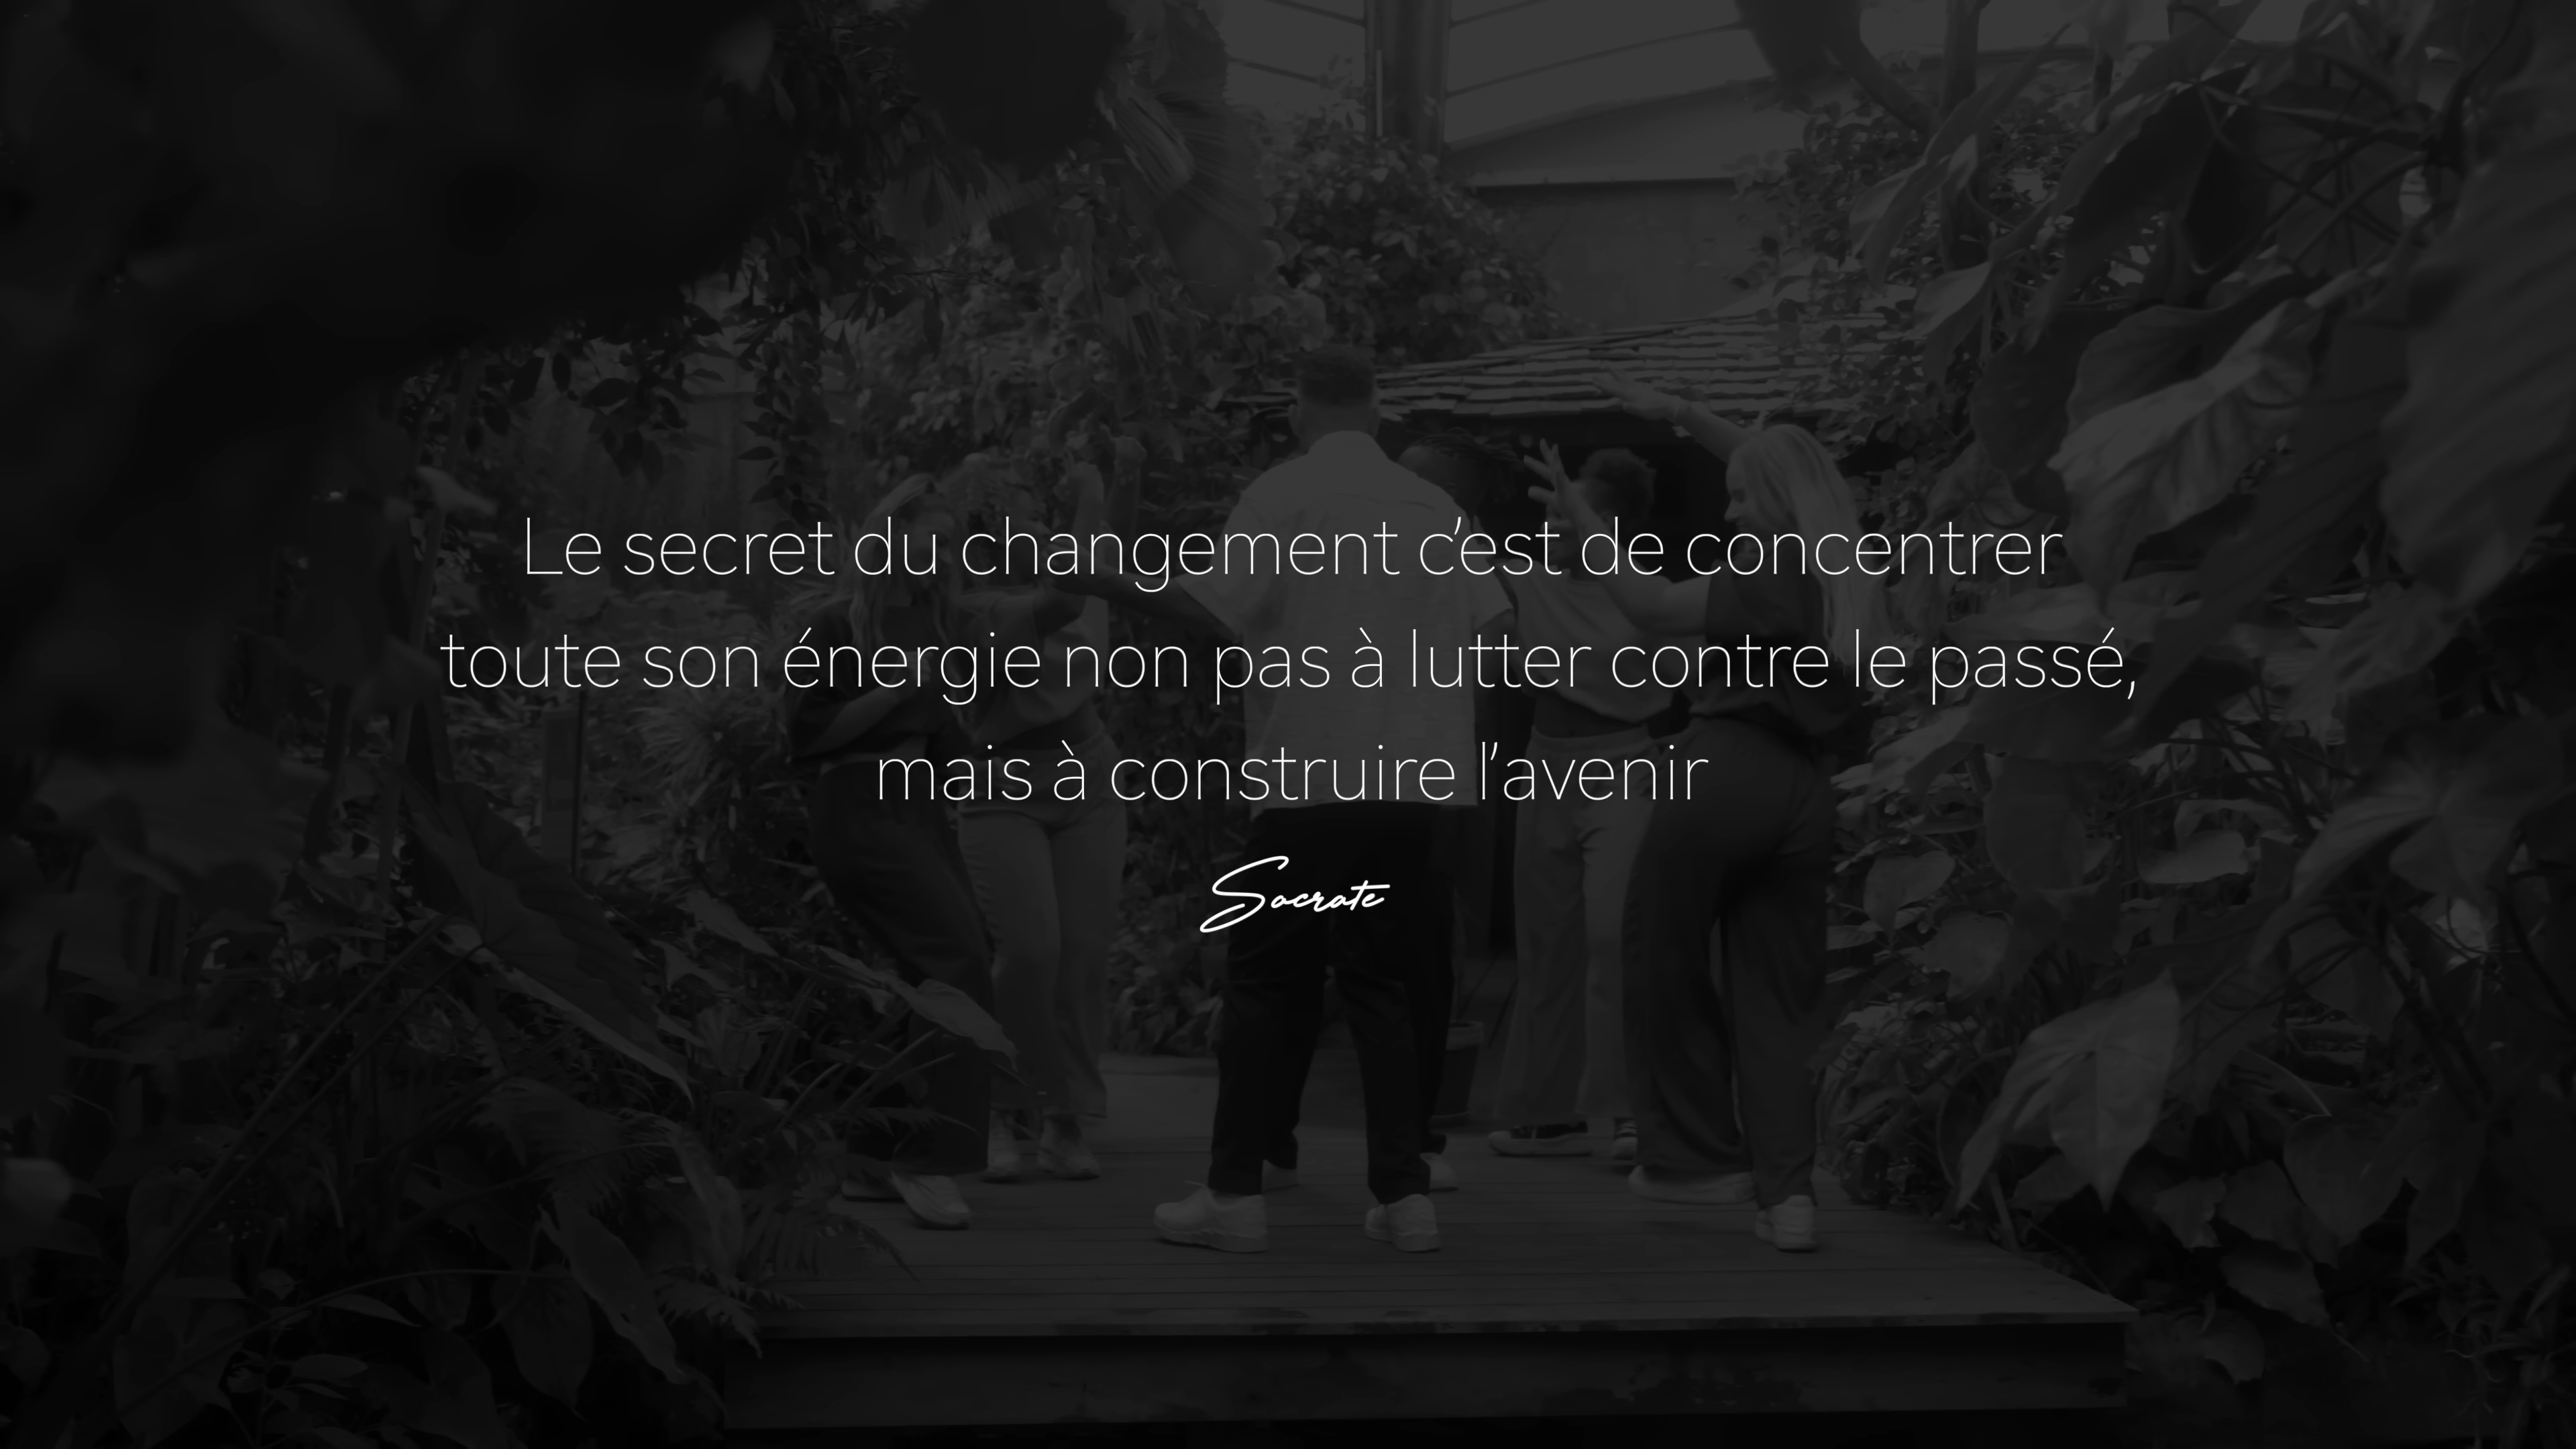 Le secret du changement c’est de concentrer
toute son énergie non pas à lutter contre le passé,
mais à construire l’avenir
Socrate